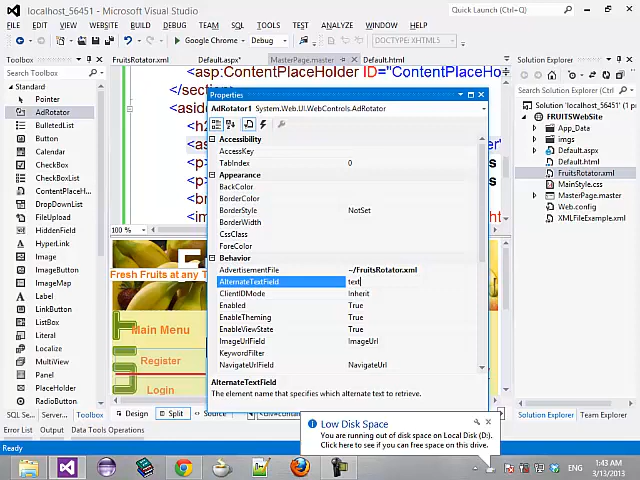 localhost_56451 - Microsoft Visual Studio
Quick Launch (Ctrl+Q)
FILE EDIT VIEW WEBSITE BUILD DEBUG TEAM SQL TOOLS TEST ANALYZE WINDOW HELP
Google Chrome Debug DOCTYPE: XHTML5
Toolbox
FruitsRotator.xml Default.aspx* MasterPage.master Default.html
Solution Explorer
Search Toolbox
Search Solution Explorer
Standard
Pointer
AdRotator
BulletedList
Button
Calendar
CheckBox
CheckBoxList
ContentPlaceH
DropDownList
FileUpload
HiddenField
HyperLink
Image
ImageButton
ImageMap
Label
LinkButton
ListBox
Literal
Localize
MultiView
Panel
PlaceHolder
RadioButton
<asp:ContentPlaceHolder ID="ContentPlaceHo
</section
<aside
<h2
<as
<p>
<p>
<im
100 %
Fresh Fruits at any T
Main Menu
Register
Login
Properties
AdRotator1 System.Web.UI.WebControls.AdRotator
Accessibility
AccessKey
TabIndex 0
Appearance
BackColor
BorderColor
BorderStyle NotSet
BorderWidth
CssClass
ForeColor
Behavior
AdvertisementFile ~/FruitsRotator.xml
AlternateTextField text
ClientIDMode Inherit
Enabled True
EnableTheming True
EnableViewState True
ImageUrlField ImageUrl
KeywordFilter
NavigateUrlField NavigateUrl
AlternateTextField
The element name that specifies which alternate text to retrieve.
Solution 'localhost_56451' (1 p
FRUITSWebSite
App_Data
imgs
Default.aspx
Default.html
FruitsRotator.xml
MainStyle.css
MasterPage.master
Web.config
XMLFileExample.xml
SQL Se... Server... Toolbox
Design Split Source
Solution Explorer Team Explorer
Error List Output Data Tools Operations
Low Disk Space
You are running out of disk space on Local Disk (D:).
Click here to see if you can free space on this drive.
Ready
ENG
1:43 AM
3/13/2013